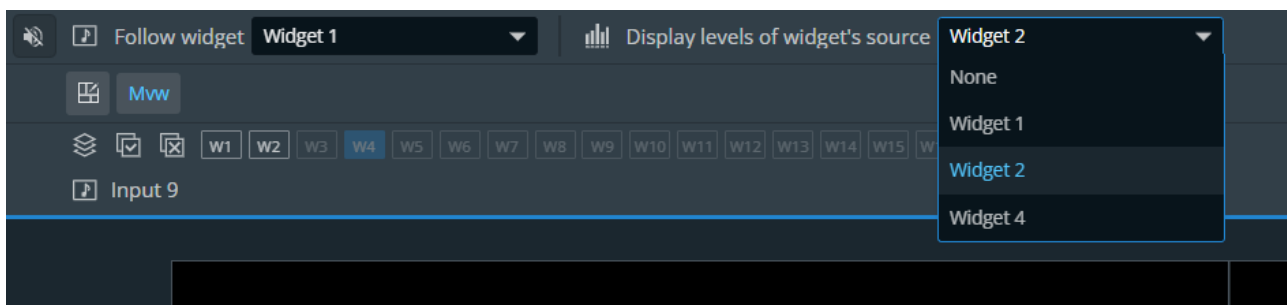 Follow widget Widget 1 Display levels of widget's source Widget 2
None
Mvw
Widget 1
W1 W2 W3 W4 W5 W6 W7 W8 W9 W10 W11 W12 W13 W14 W15
Widget 2
Input 9
Widget 4